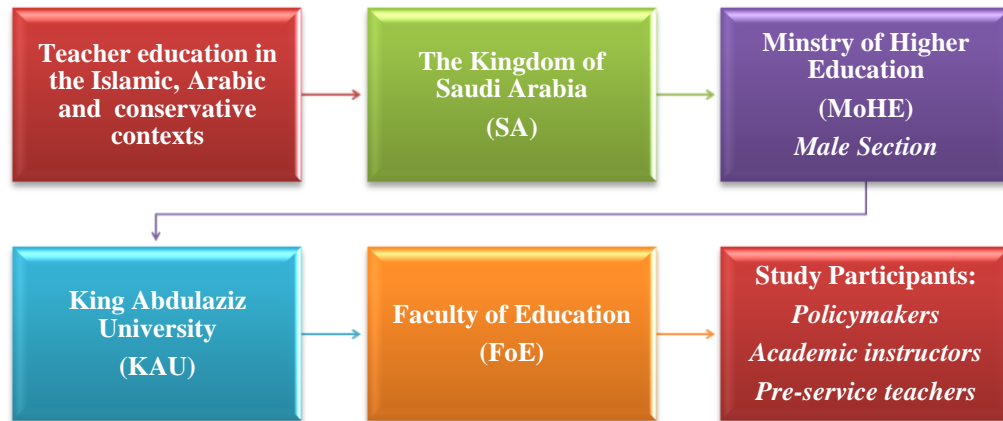 Teacher education in
the Islamic, Arabic
and conservative
contexts
The Kingdom of
Saudi Arabia
(SA)
Minstry of Higher
Education
(MoHE)
Male Section
King Abdulaziz
University
(KAU)
Faculty of Education
(FoE)
Study Participants:
Policymakers
Academic instructors
Pre-service teachers